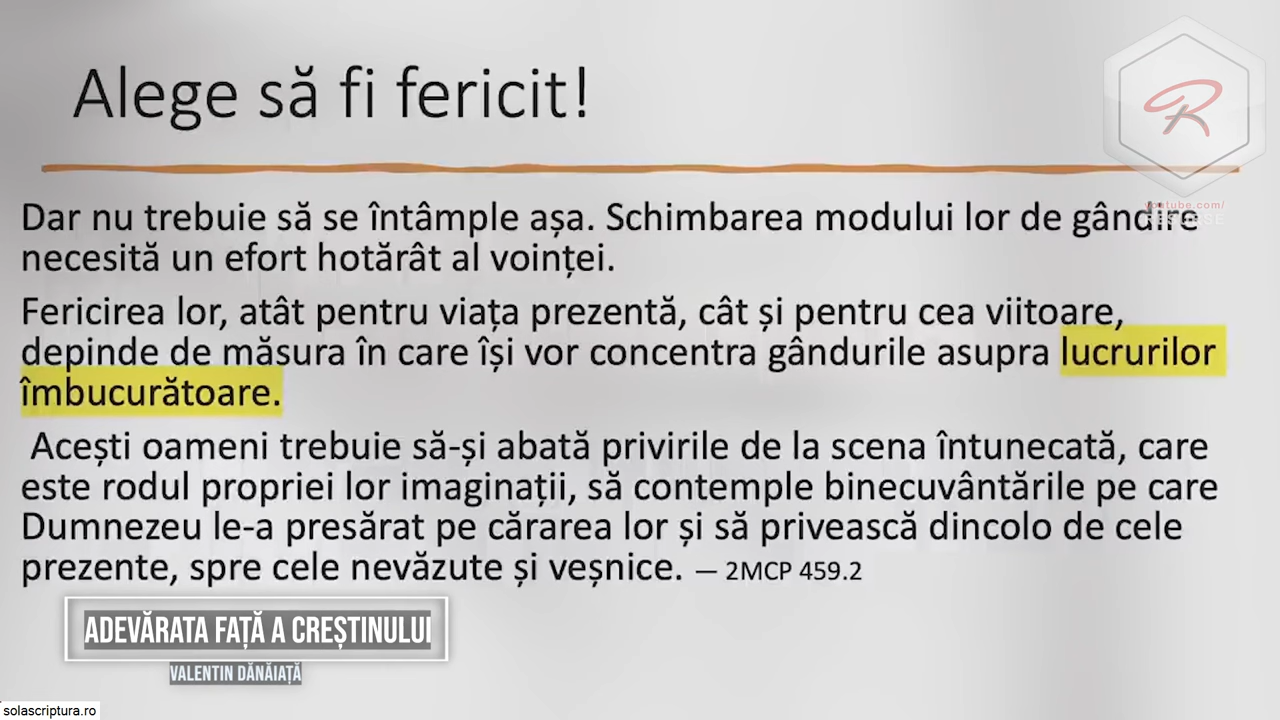 Alege să fi fericit!
youtube.com/
Dar nu trebuie să se întâmple așa. Schimbarea modului lor de gândire
necesită un efort hotărât al voinței.
Fericirea lor, atât pentru viața prezentă, cât și pentru cea viitoare,
depinde de măsura în care își vor concentra gândurile asupra lucrurilor
îmbucurătoare.
Acești oameni trebuie să-și abată privirile de la scena întunecată, care
este rodul propriei lor imaginații, să contemple binecuvântările pe care
Dumnezeu le-a presărat pe cărarea lor și să privească dincolo de cele
prezente, spre cele nevăzute și veșnice. — 2MCP 459.2
ADEVĂRATA FAȚĂ A CREȘTINULUI
VALENTIN DĂNĂIAȚĂ
solascriptura.ro